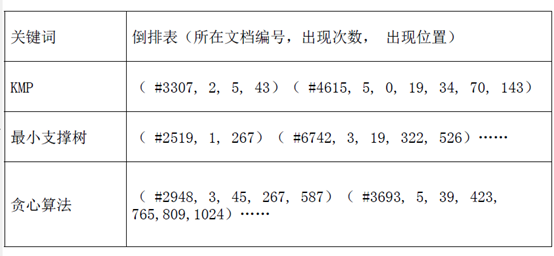 关键词
倒排表（所在文档编号，出现次数， 出现位置）
KMP
（ #3307, 2, 5, 43）（ #4615, 5, 0, 19, 34, 70, 143）
最小支撑树
（ #2519, 1, 267）（ #6742, 3, 19, 322, 526）……
贪心算法
（ #2948, 3, 45, 267, 587）（ #3693, 5, 39, 423,
765,809,1024）……